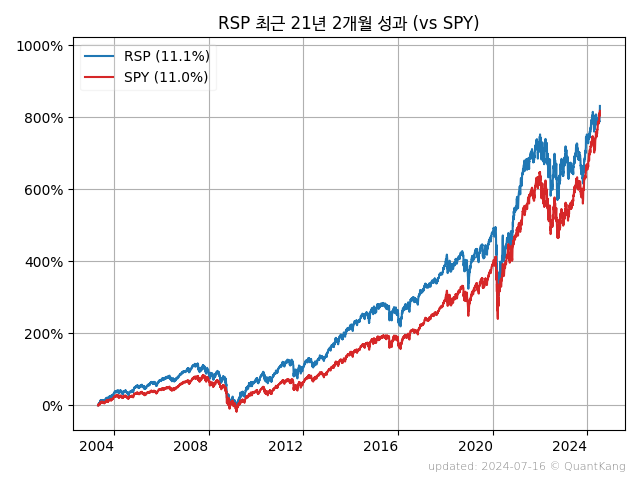 RSP 최근 21년 2개월 성과 (vs SPY)
1000%
RSP (11.1%)
SPY (11.0%)
800%
600%
400%
200%
0%
2004 2008 2012 2016 2020 2024
updated: 2024-07-16 © QuantKang